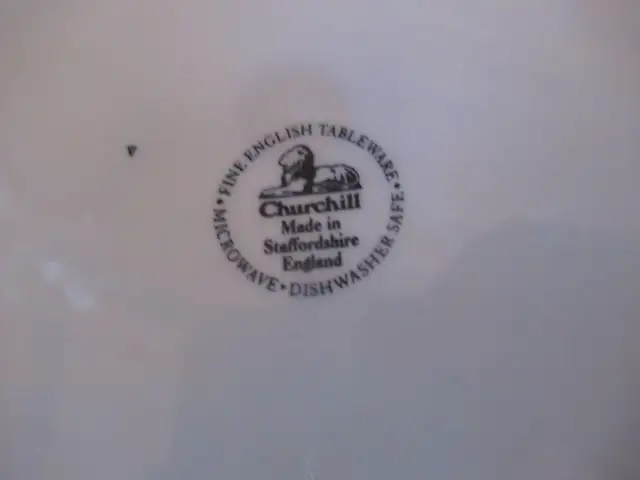 • FINE ENGLISH TABLEWARE •
Churchill
Made in
Staffordshire
England
MICROWAVE • DISHWASHER SAFE